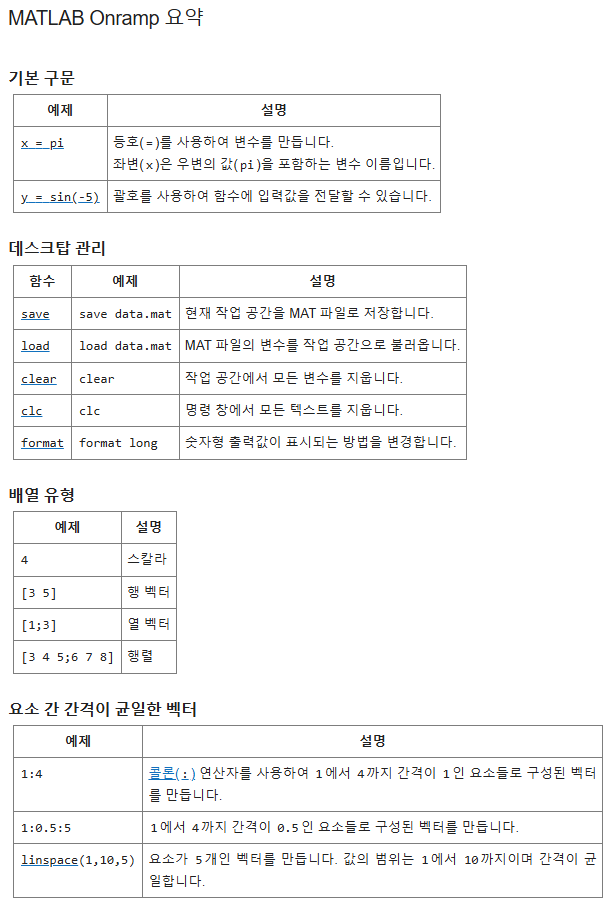 MATLAB Onramp 요약
기본 구문
예제 설명
x = pi 등호(=)를 사용하여 변수를 만듭니다.
좌변(x)은 우변의 값(pi)을 포함하는 변수 이름입니다.
y = sin(-5) 괄호를 사용하여 함수에 입력값을 전달할 수 있습니다.
데스크탑 관리
함수 예제 설명
save save data.mat 현재 작업 공간을 MAT 파일로 저장합니다.
load load data.mat MAT 파일의 변수를 작업 공간으로 불러옵니다.
clear clear 작업 공간에서 모든 변수를 지웁니다.
clc clc 명령 창에서 모든 텍스트를 지웁니다.
format format long 숫자형 출력값이 표시되는 방법을 변경합니다.
배열 유형
예제 설명
4 스칼라
[3 5] 행 벡터
[1;3] 열 벡터
[3 4 5;6 7 8] 행렬
요소 간 간격이 균일한 벡터
예제 설명
1:4 콜론(:) 연산자를 사용하여 1에서 4까지 간격이 1인 요소들로 구성된 벡터
를 만듭니다.
1:0.5:5 1에서 4까지 간격이 0.5인 요소들로 구성된 벡터를 만듭니다.
linspace(1,10,5) 요소가 5개인 벡터를 만듭니다. 값의 범위는 1에서 10까지이며 간격이 균
일합니다.